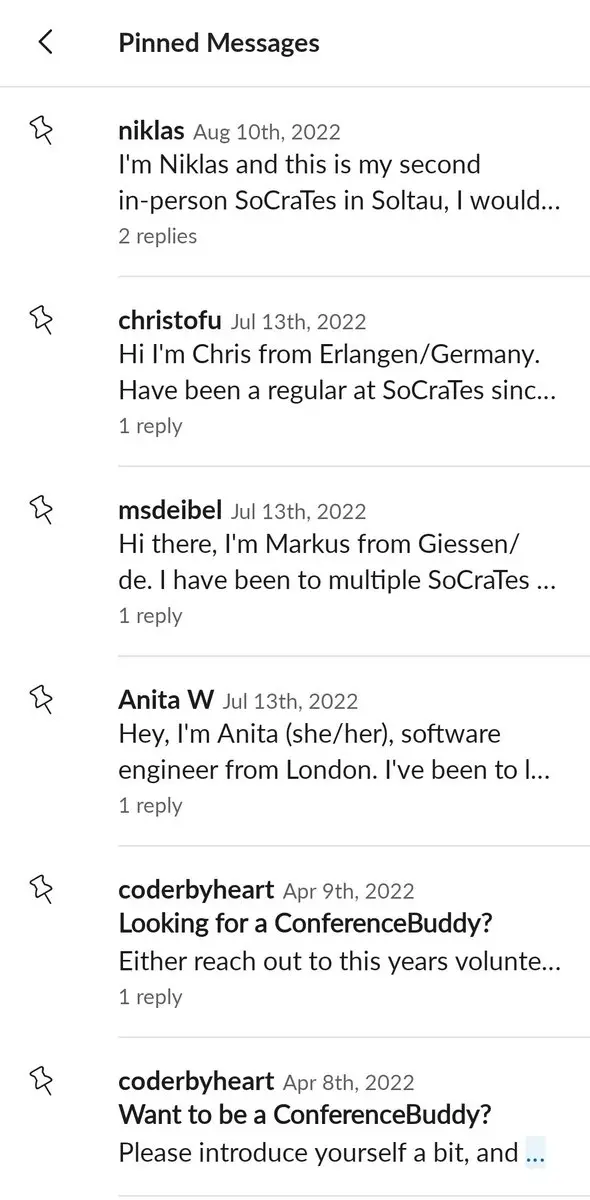 Pinned Messages
niklas Aug 10th, 2022
I'm Niklas and this is my second
in-person SoCraTes in Soltau, I would...
2 replies
christofu Jul 13th, 2022
Hi I'm Chris from Erlangen/Germany.
Have been a regular at SoCraTes sinc...
1 reply
msdeibel Jul 13th, 2022
Hi there, I'm Markus from Giessen/
de. I have been to multiple SoCraTes ...
1 reply
Anita W Jul 13th, 2022
Hey, I'm Anita (she/her), software
engineer from London. I've been to l...
1 reply
coderbyheart Apr 9th, 2022
Looking for a ConferenceBuddy?
Either reach out to this years volunte...
1 reply
coderbyheart Apr 8th, 2022
Want to be a ConferenceBuddy?
Please introduce yourself a bit, and ...